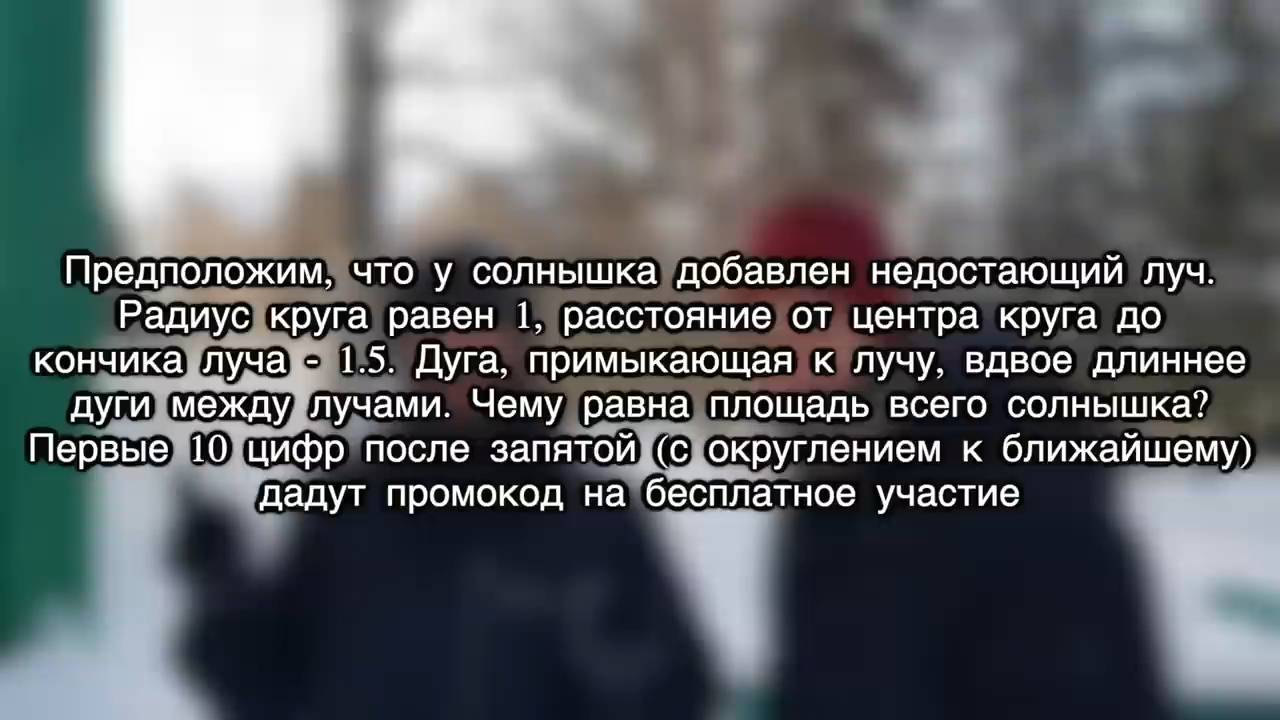 Предположим, что у солнышка добавлен недостающий луч.
Радиус круга равен 1, расстояние от центра круга до
кончика луча - 1.5. Дуга, примыкающая к лучу, вдвое длиннее
дуги между лучами. Чему равна площадь всего солнышка?
Первые 10 цифр после запятой (с округлением к ближайшему)
дадут промокод на бесплатное участие